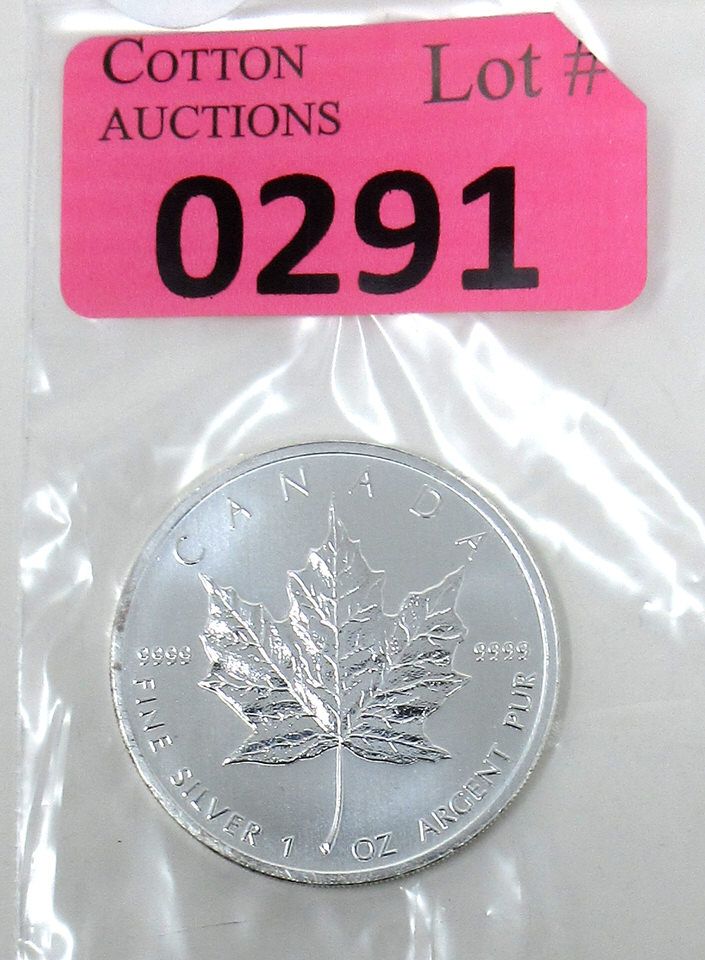 COTTON
AUCTIONS
Lot #
0291
CANADA
9999
9999
FINE SILVER 1 OZ ARGENT PUR